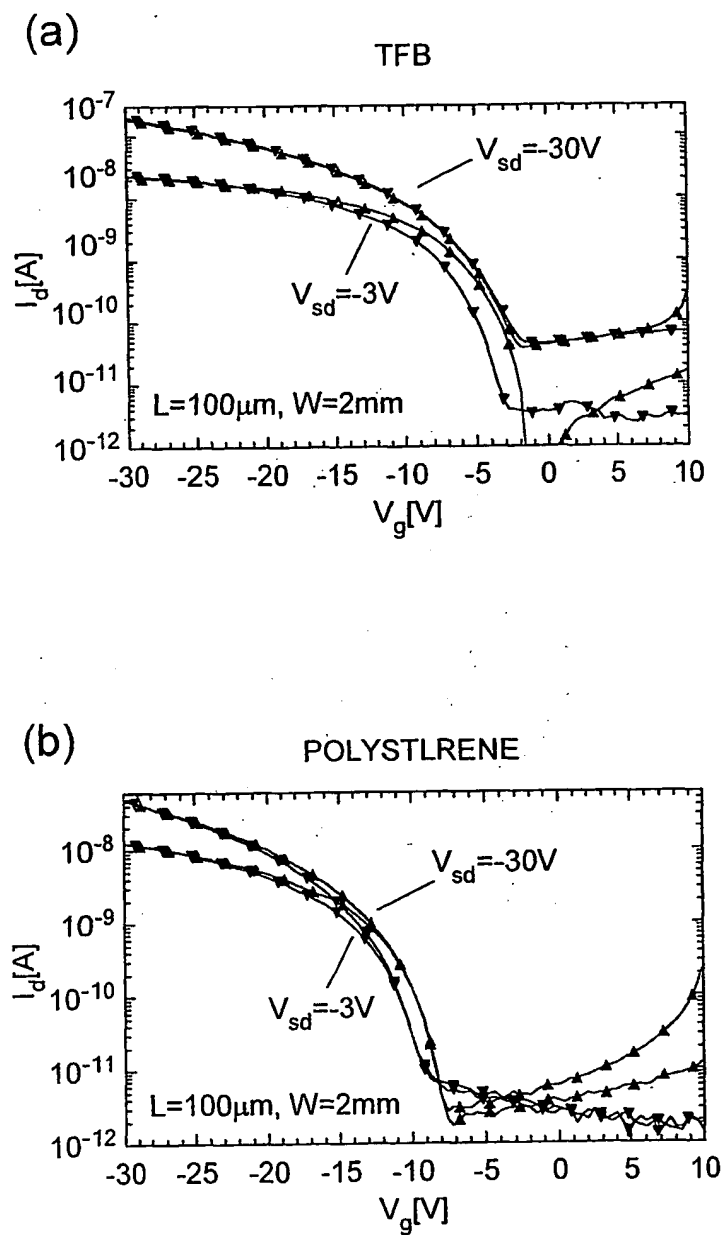 (a)
TFB
10-7
10-8
10-9
10-10
10-11
10-12
Id[A]
Vsd=-30V
Vsd=-3V
L=100μm, W=2mm
-30 -25 -20 -15 -10 -5 0 5 10
Vg[V]
(b)
POLYSTLRENE
10-8
10-9
10-10
10-11
10-12
Id[A]
Vsd=-30V
Vsd=-3V
L=100μm, W=2mm
-30 -25 -20 -15 -10 -5 0 5 10
Vg[V]